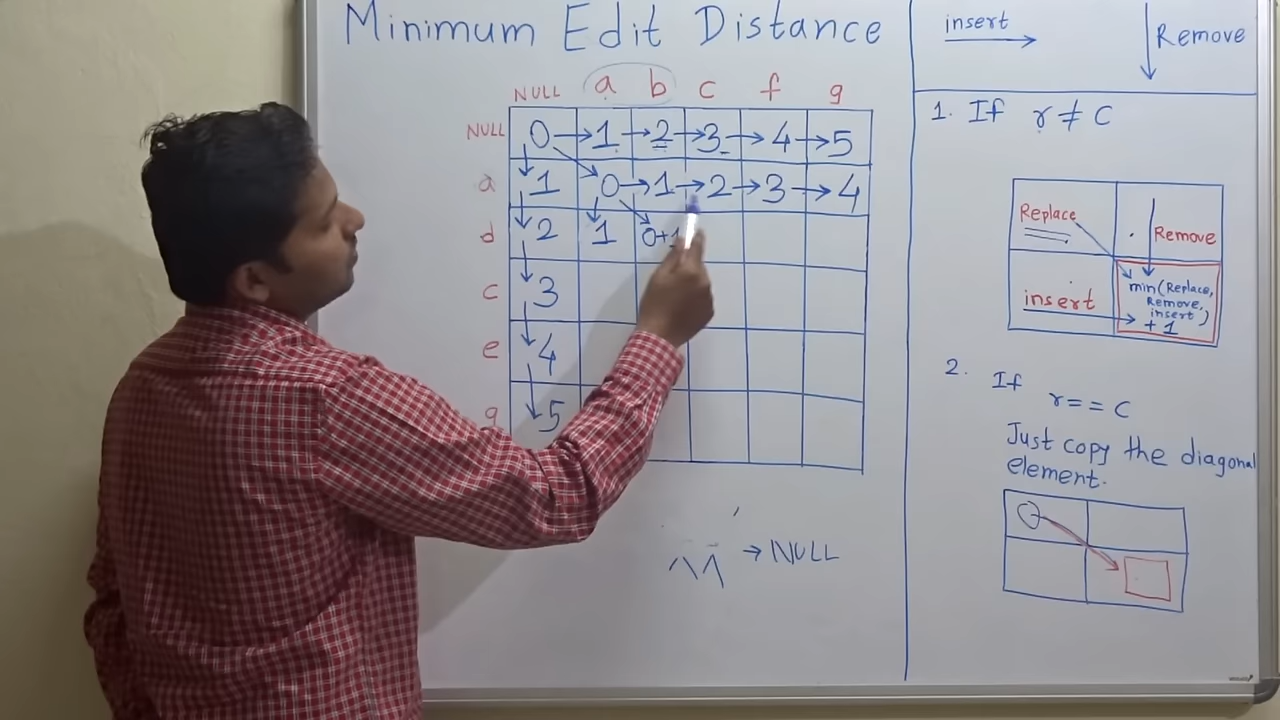 Minimum Edit Distance
NULL a b c f g
NULL 0 →1 →2 →3 →4 →5
a 1 0 →1 →2 →3 →4
d 2 1 0+1
c 3
e 4
g 5
→ NULL
insert
Remove
1. If r ≠ c
Replace
Remove
insert
min(Replace,
Remove,
insert)
+ 1
2. If
r == c
Just copy the diagonal
element.